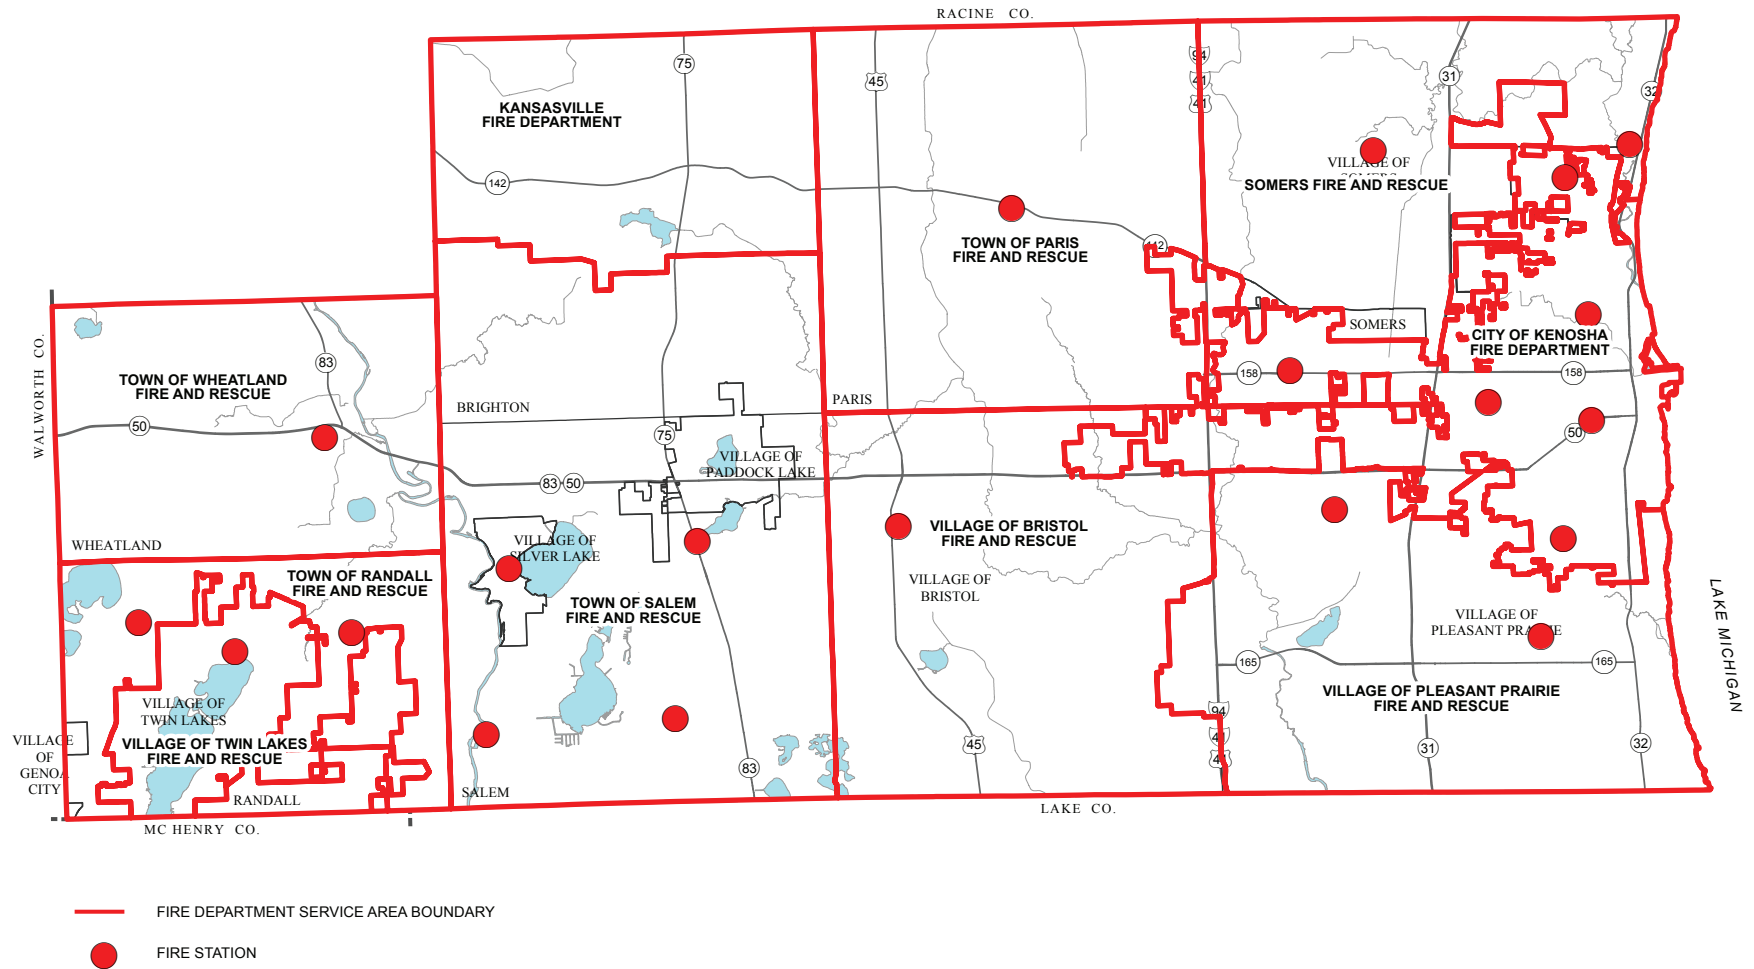 RACINE CO.
94
41
41
75
45
31
32
KANSASVILLE
FIRE DEPARTMENT
142
VILLAGE OF
SOMERS
SOMERS FIRE AND RESCUE
TOWN OF PARIS
FIRE AND RESCUE
142
SOMERS
CITY OF KENOSHA
FIRE DEPARTMENT
WALWORTH CO.
83
158
158
TOWN OF WHEATLAND
FIRE AND RESCUE
BRIGHTON
PARIS
50
75
50
VILLAGE OF
PADDOCK LAKE
83
50
VILLAGE OF BRISTOL
FIRE AND RESCUE
WHEATLAND
VILLAGE OF
SILVER LAKE
TOWN OF RANDALL
FIRE AND RESCUE
VILLAGE OF
BRISTOL
TOWN OF SALEM
FIRE AND RESCUE
VILLAGE OF
PLEASANT PRAIRIE
LAKE MICHIGAN
165
165
VILLAGE OF PLEASANT PRAIRIE
FIRE AND RESCUE
VILLAGE OF
TWIN LAKES
94
41
41
VILLAGE
OF
GENOA
CITY
VILLAGE OF TWIN LAKES
FIRE AND RESCUE
45
31
32
83
RANDALL
SALEM
LAKE CO.
MC HENRY CO.
FIRE DEPARTMENT SERVICE AREA BOUNDARY
FIRE STATION